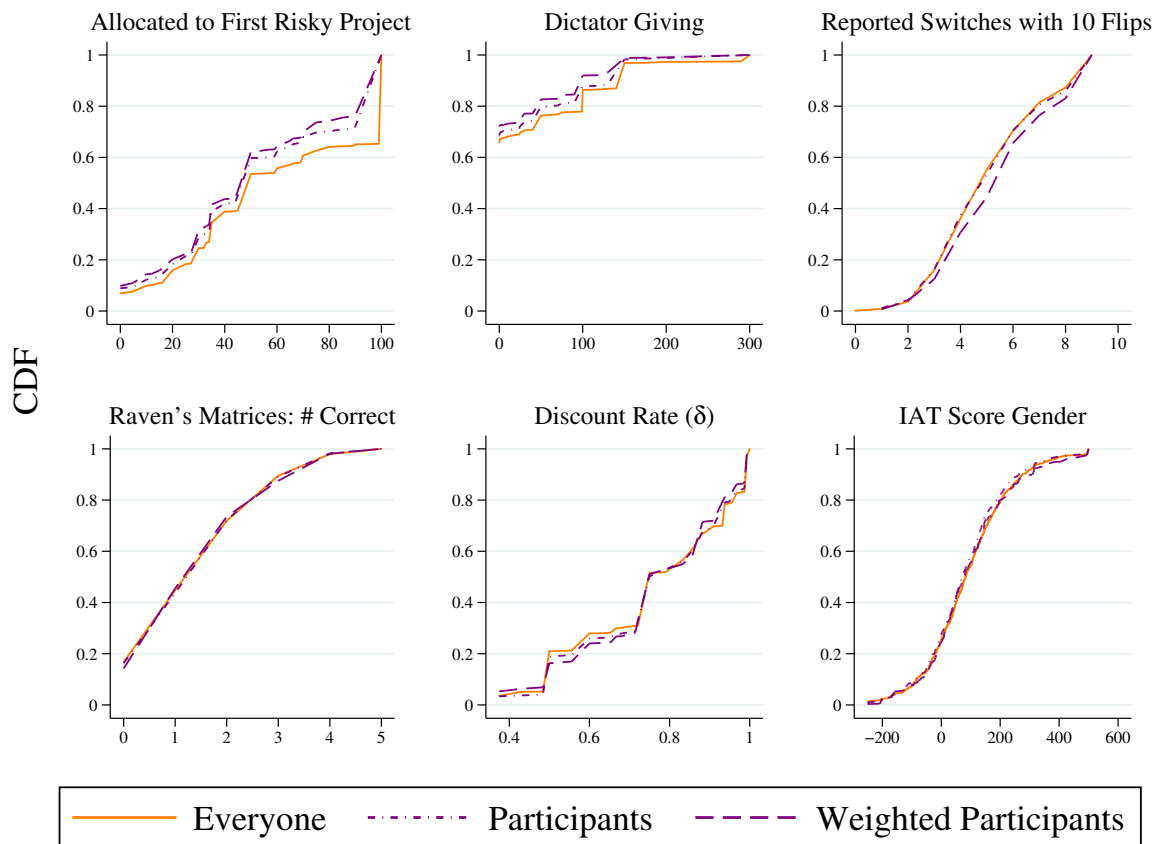 Allocated to First Risky Project
Dictator Giving
Reported Switches with 10 Flips
1
0.8
0.6
0.4
0.2
0
0 20 40 60 80 100
1
0.8
0.6
0.4
0.2
0
0 100 200 300
1
0.8
0.6
0.4
0.2
0
0 2 4 6 8 10
CDF
Raven's Matrices: # Correct
Discount Rate (δ)
IAT Score Gender
1
0.8
0.6
0.4
0.2
0
0 1 2 3 4 5
1
0.8
0.6
0.4
0.2
0
0.4 0.6 0.8 1
1
0.8
0.6
0.4
0.2
0
−200 0 200 400 600
Everyone Participants Weighted Participants